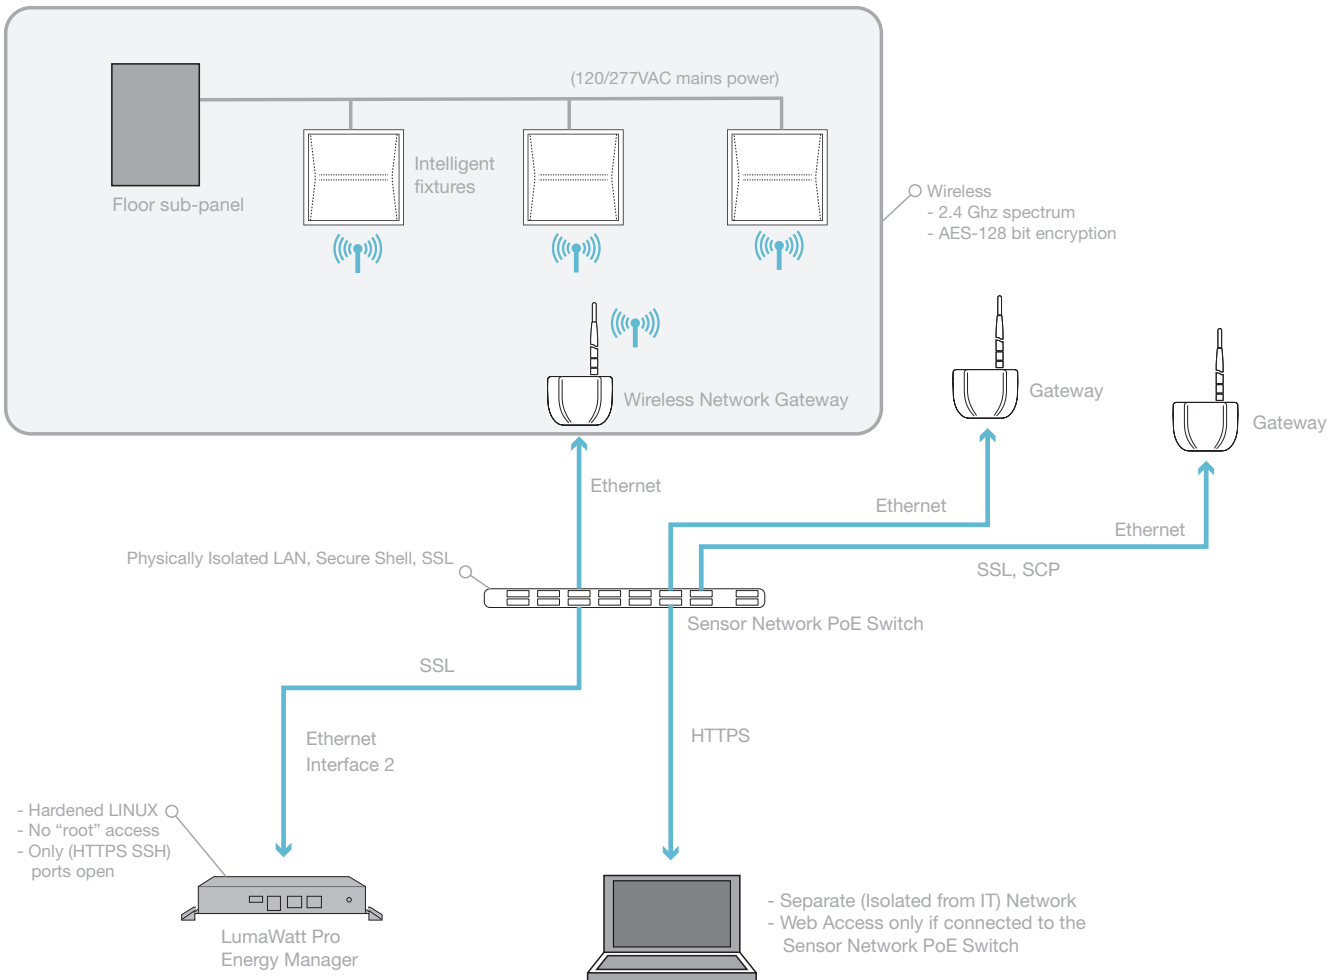 (120/277VAC mains power)
Intelligent
fixtures
Floor sub-panel
Wireless
- 2.4 Ghz spectrum
- AES-128 bit encryption
Wireless Network Gateway
Gateway
Gateway
Ethernet
Ethernet
Ethernet
Physically Isolated LAN, Secure Shell, SSL
SSL, SCP
Sensor Network PoE Switch
SSL
HTTPS
Ethernet
Interface 2
- Hardened LINUX
- No “root” access
- Only (HTTPS SSH)
ports open
LumaWatt Pro
Energy Manager
- Separate (Isolated from IT) Network
- Web Access only if connected to the
Sensor Network PoE Switch